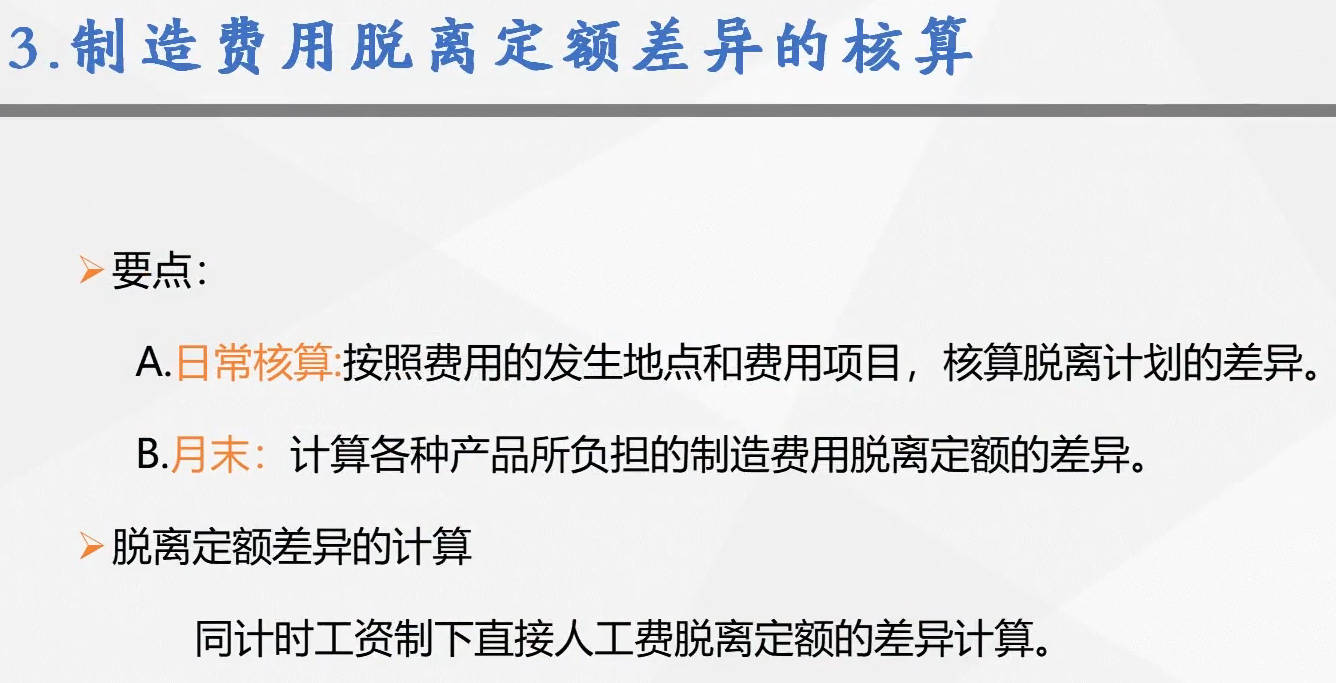 3.制造费用脱离定额差异的核算
要点：
A.日常核算:按照费用的发生地点和费用项目，核算脱离计划的差异。
B.月末：计算各种产品所负担的制造费用脱离定额的差异。
脱离定额差异的计算
同计时工资制下直接人工费脱离定额的差异计算。